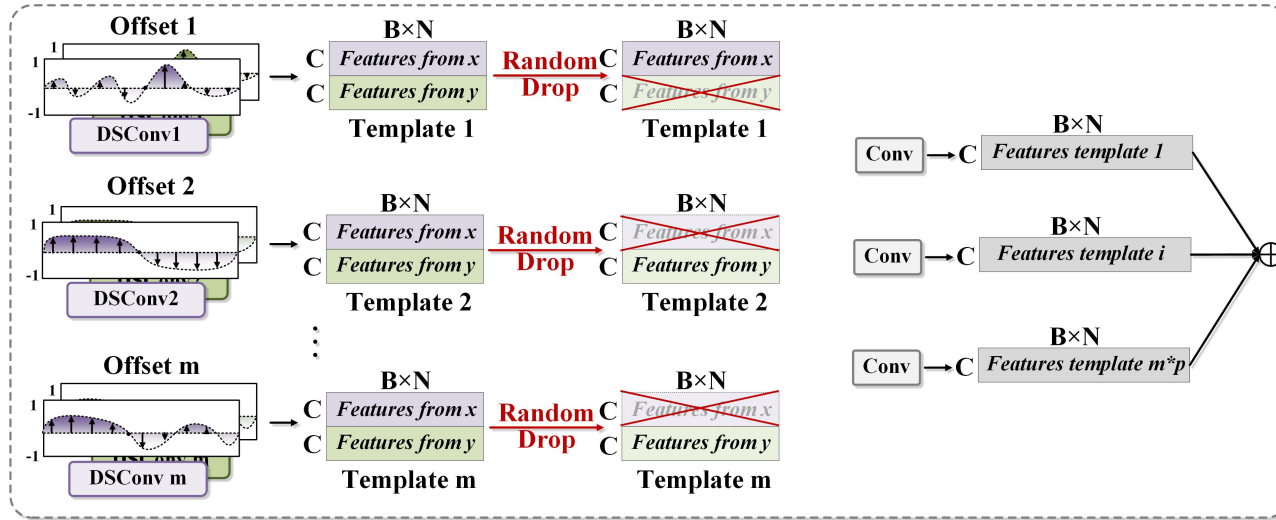 Offset 1
1
1
-1
DSConv1
B×N
C Features from x
C Features from y
Template 1
Random
Drop
B×N
C Features from x
C Features from y
Template 1
Offset 2
1
1
-1
DSConv2
B×N
C Features from x
C Features from y
Template 2
Random
Drop
B×N
C Features from x
C Features from y
Template 2
Offset m
1
1
-1
DSConv m
B×N
C Features from x
C Features from y
Template m
Random
Drop
B×N
C Features from x
C Features from y
Template m
B×N
Conv C Features template 1
B×N
Conv C Features template i
B×N
Conv C Features template m*p